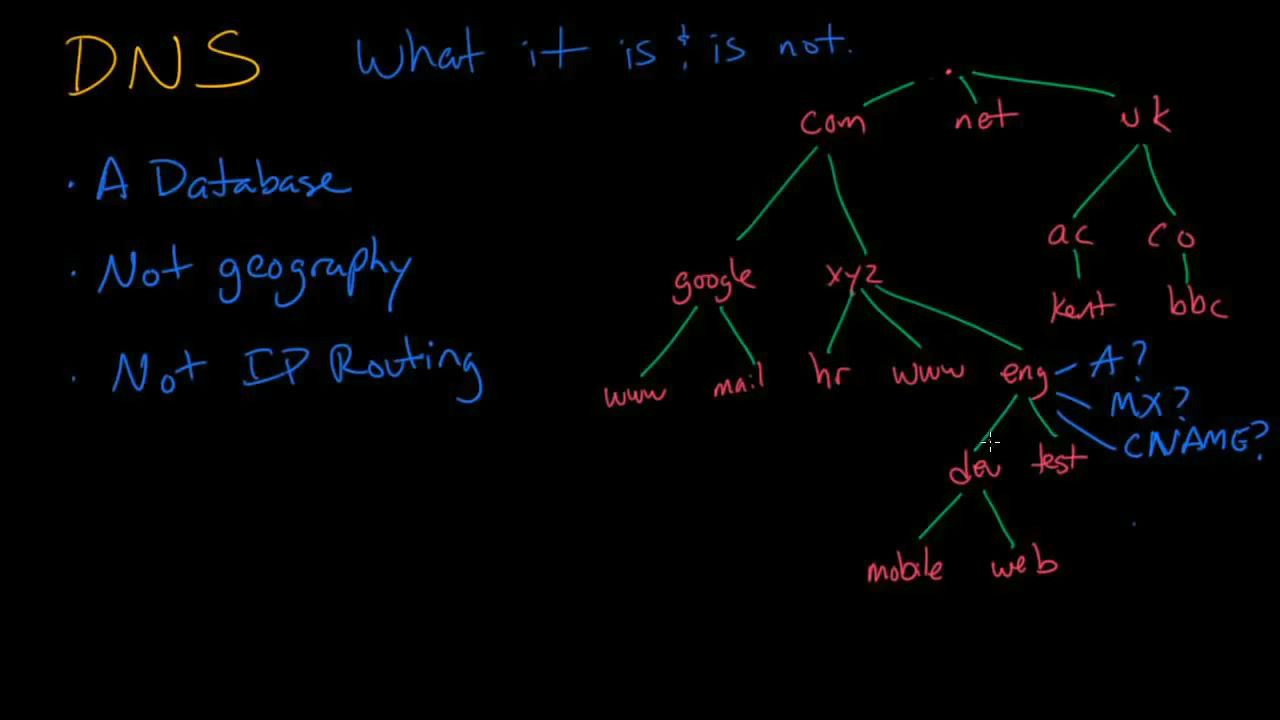 DNS What it is & is not.
· A Database
· Not geography
· Not IP Routing
.
com net uk
ac co
google xyz
kent bbc
www mail hr www eng A?
MX?
CNAME?
dev test
mobile web